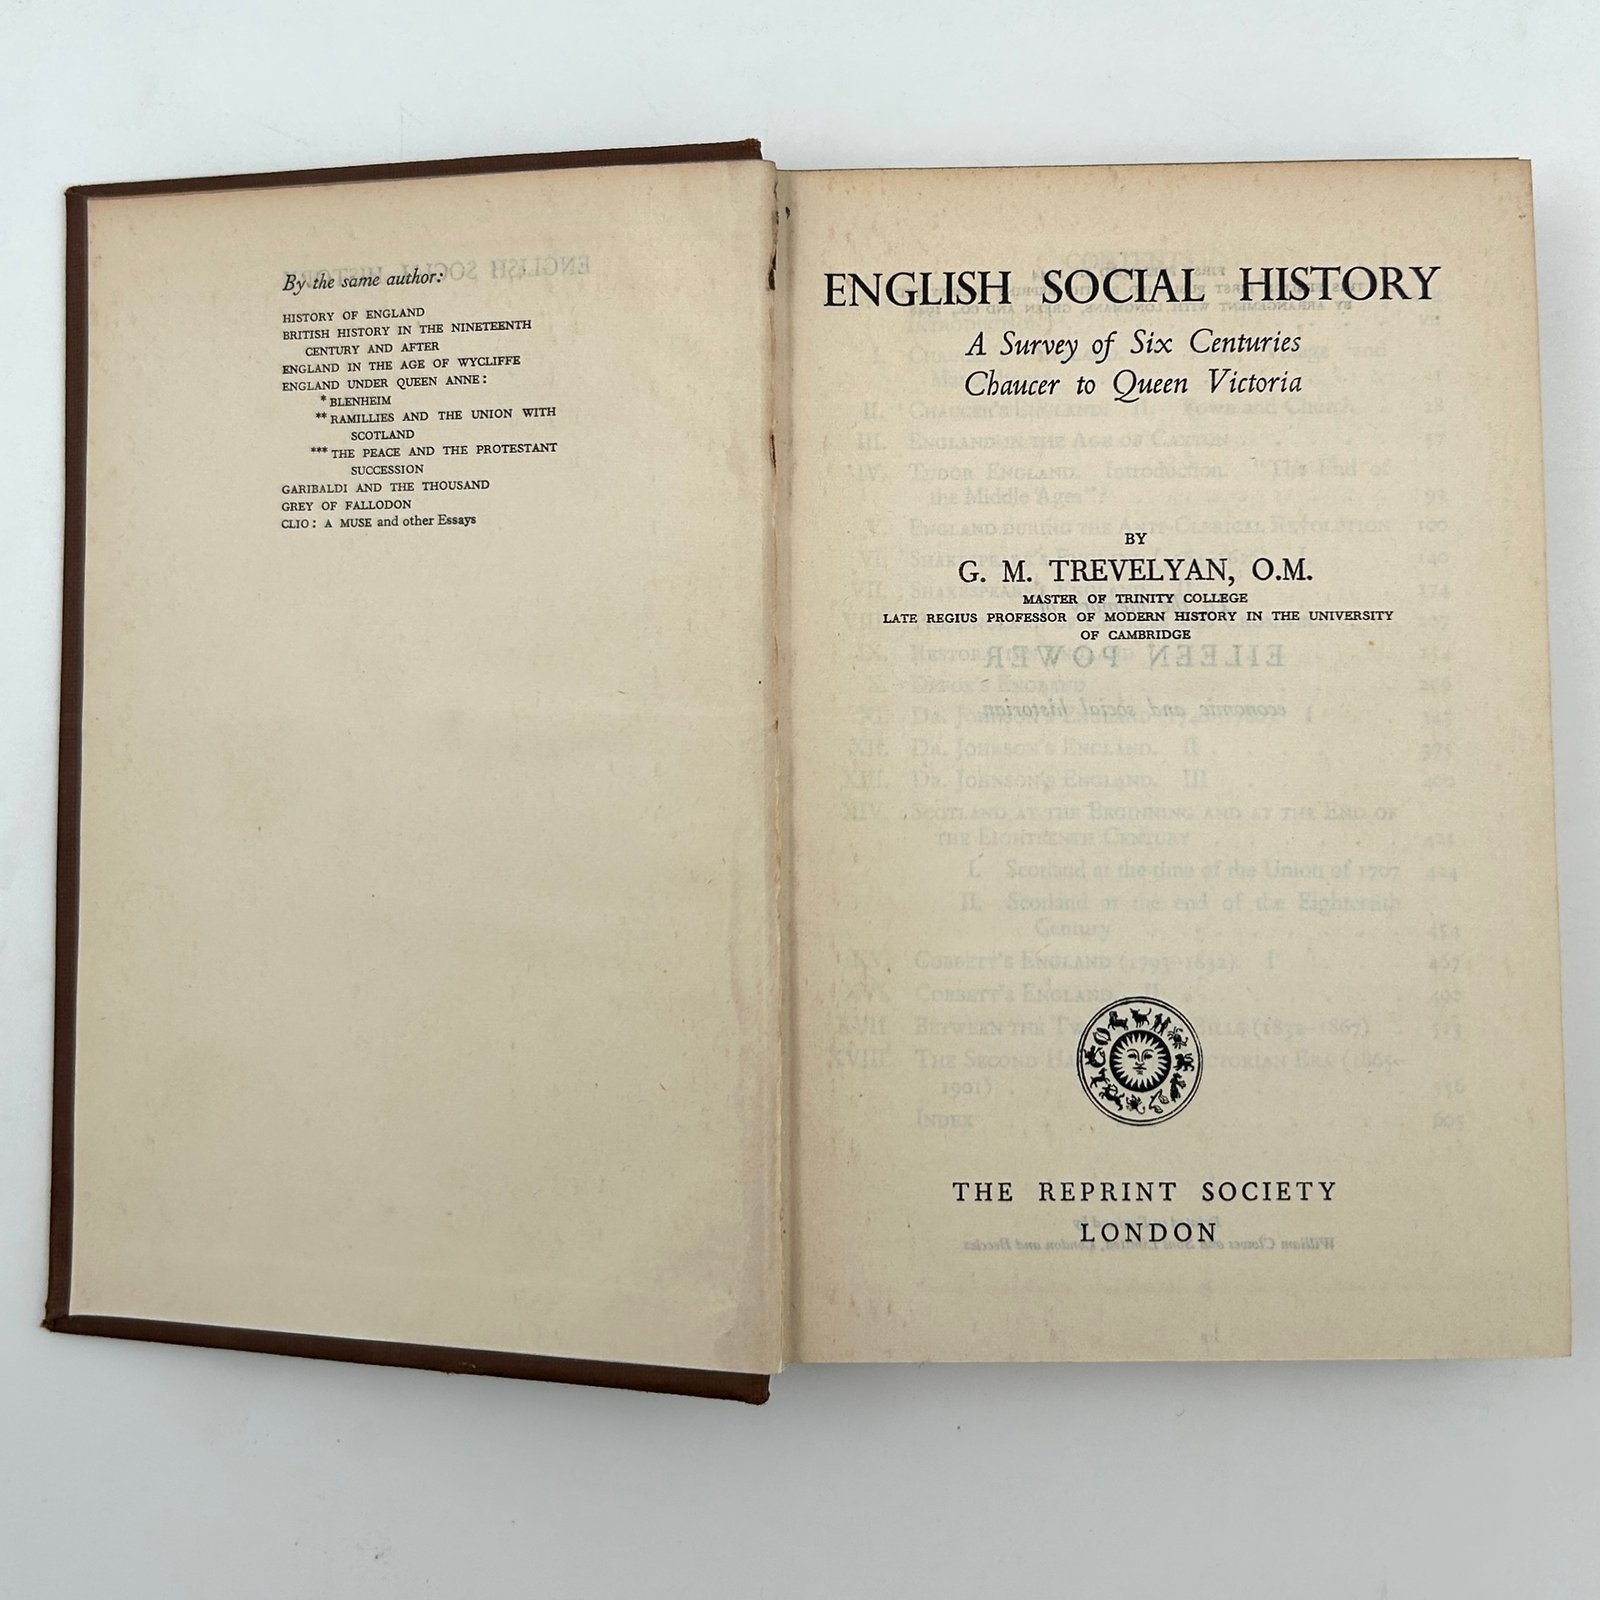 By the same author:
HISTORY OF ENGLAND
BRITISH HISTORY IN THE NINETEENTH
CENTURY AND AFTER
ENGLAND IN THE AGE OF WYCLIFFE
ENGLAND UNDER QUEEN ANNE:
* BLENHEIM
** RAMILLIES AND THE UNION WITH
SCOTLAND
*** THE PEACE AND THE PROTESTANT
SUCCESSION
GARIBALDI AND THE THOUSAND
GREY OF FALLODON
CLIO: A MUSE and other Essays
ENGLISH SOCIAL HISTORY
A Survey of Six Centuries
Chaucer to Queen Victoria
BY
G. M. TREVELYAN, O.M.
MASTER OF TRINITY COLLEGE
LATE REGIUS PROFESSOR OF MODERN HISTORY IN THE UNIVERSITY
OF CAMBRIDGE
THE REPRINT SOCIETY
LONDON